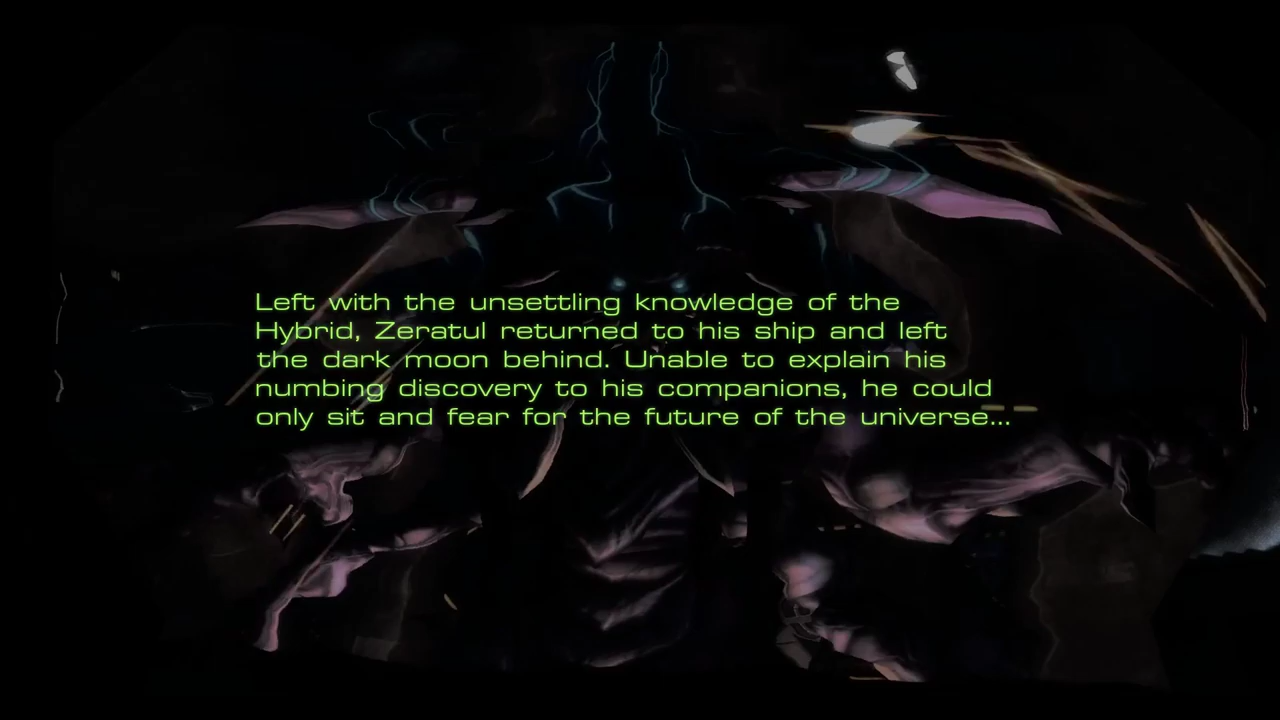 Left with the unsettling knowledge of the
Hybrid, Zeratul returned to his ship and left
the dark moon behind. Unable to explain his
numbing discovery to his companions, he could
only sit and fear for the future of the universe...